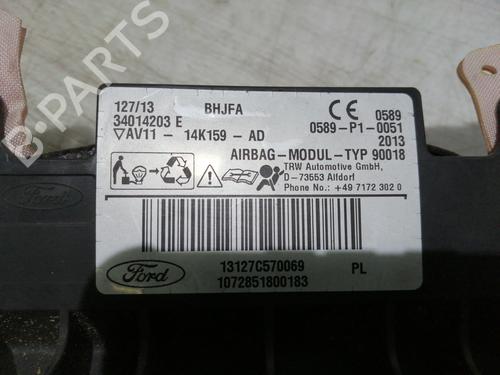 B-PARTS
127/13 BHJFA
34014203 E
AV11 - 14K159 - AD
CE 0589
0589-P1-0051
2013
AIRBAG-MODUL-TYP 90018
TRW Automotive GmbH,
D-73553 Alfdorf
Phone No.: +49 7172 302 0
Ford
13127C570069 PL
1072851800183
Ford